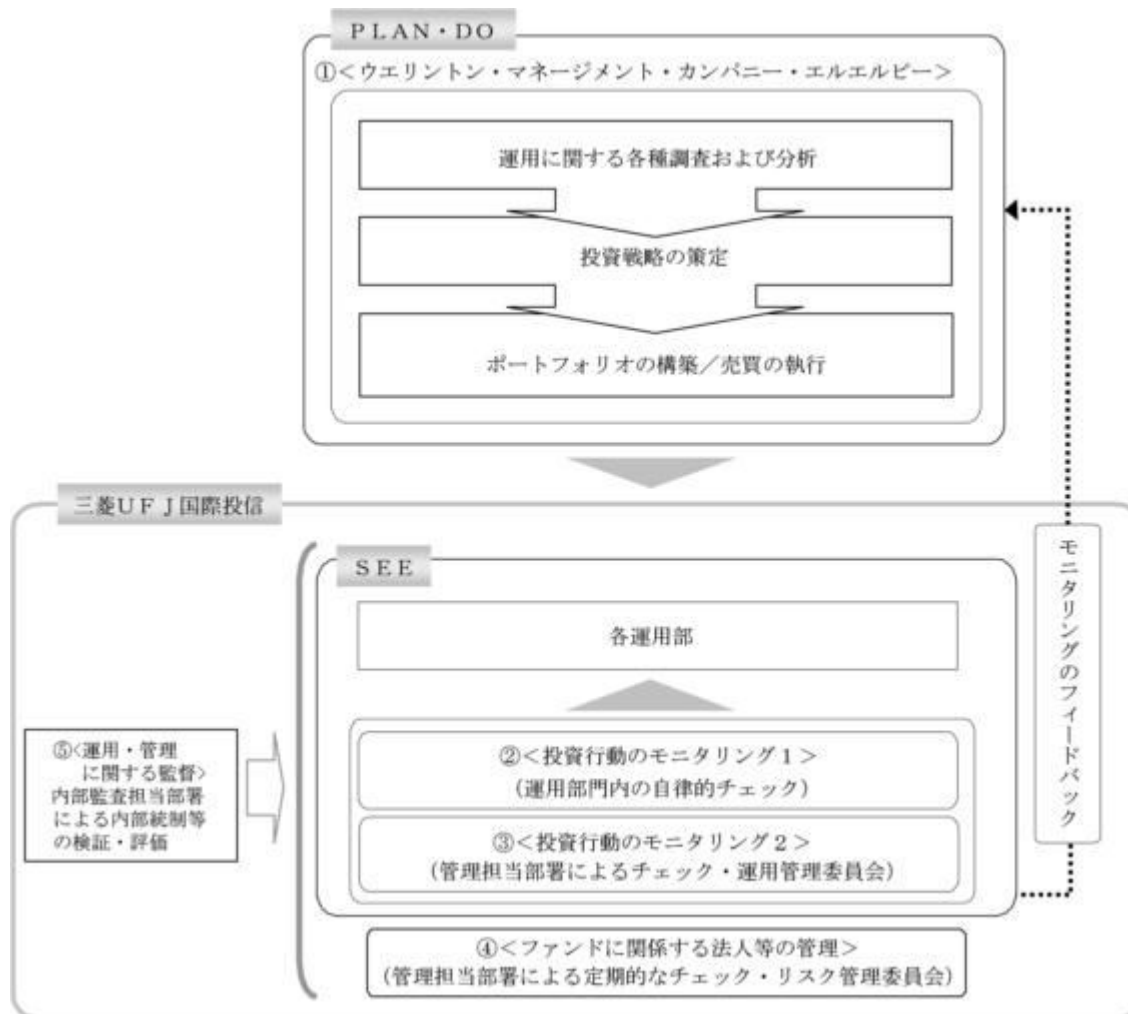 PLAN・DO
①<ウエリントン・マネージメント・カンパニー・エルエルピー>
運用に関する各種調査および分析
投資戦略の策定
ポートフォリオの構築／売買の執行
三菱UFJ国際投信
SEE
各運用部
②<投資行動のモニタリング1>
(運用部門内の自律的チェック)
③<投資行動のモニタリング2>
(管理担当部署によるチェック・運用管理委員会)
④<ファンドに関係する法人等の管理>
(管理担当部署による定期的なチェック・リスク管理委員会)
⑤<運用・管理
に関する監督>
内部監査担当部署
による内部統制等
の検証・評価
モニタリングのフィードバック